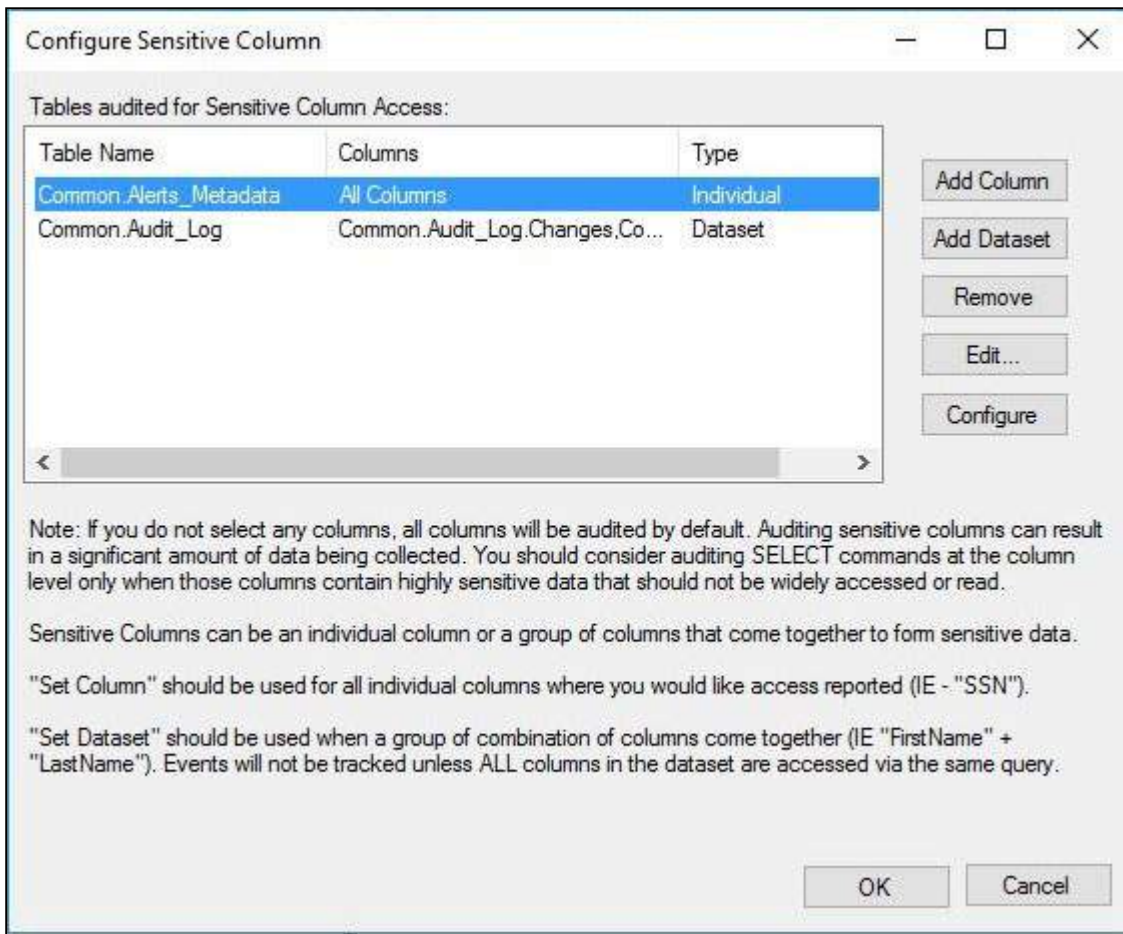 Configure Sensitive Column
Tables audited for Sensitive Column Access:
Table Name Columns Type
Common.Alerts_Metadata All Columns Individual
Common.Audit_Log Common.Audit_Log.Changes,Co... Dataset
Add Column
Add Dataset
Remove
Edit...
Configure
Note: If you do not select any columns, all columns will be audited by default. Auditing sensitive columns can result
in a significant amount of data being collected. You should consider auditing SELECT commands at the column
level only when those columns contain highly sensitive data that should not be widely accessed or read.
Sensitive Columns can be an individual column or a group of columns that come together to form sensitive data.
"Set Column" should be used for all individual columns where you would like access reported (IE - "SSN").
"Set Dataset" should be used when a group of combination of columns come together (IE "FirstName" +
"LastName"). Events will not be tracked unless ALL columns in the dataset are accessed via the same query.
OK Cancel